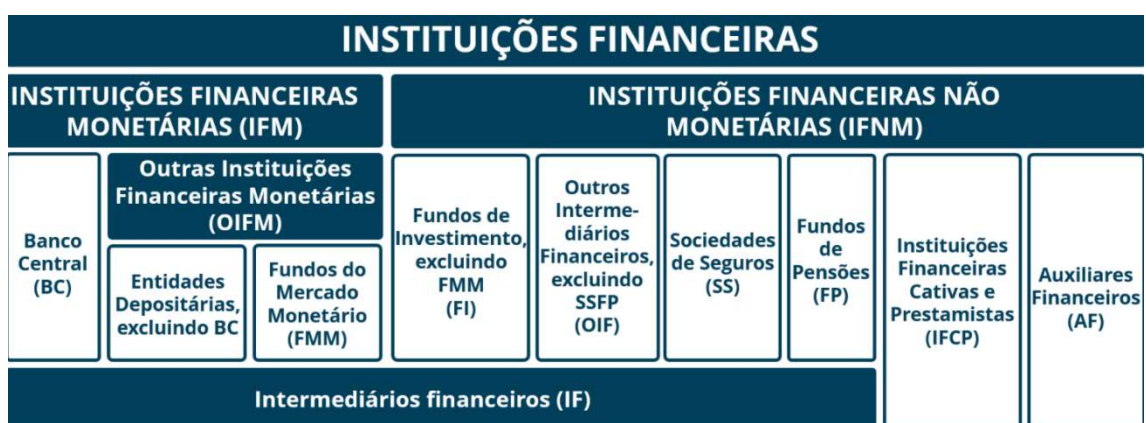 INSTITUIÇÕES FINANCEIRAS
INSTITUIÇÕES FINANCEIRAS
MONETÁRIAS (IFM)
INSTITUIÇÕES FINANCEIRAS NÃO
MONETÁRIAS (IFNM)
Banco
Central
(BC)
Outras Instituições
Financeiras Monetárias
(OIFM)
Entidades
Depositárias,
excluindo BC
Fundos do
Mercado
Monetário
(FMM)
Fundos de
Investimento,
excluindo
FMM
(FI)
Outros
Interme-
diários
Financeiros,
excluindo
SSFP
(OIF)
Sociedades
de Seguros
(SS)
Fundos
de
Pensões
(FP)
Instituições
Financeiras
Cativas e
Prestamistas
(IFCP)
Auxiliares
Financeiros
(AF)
Intermediários financeiros (IF)